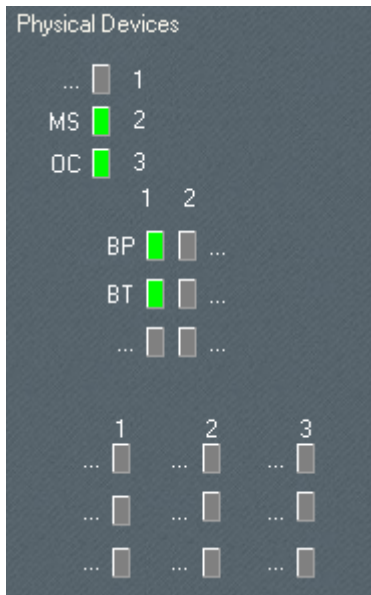 Physical Devices
... 1
MS 2
OC 3
1 2
BP ...
BT ...
... ...
1 2 3
... ... ...
... ... ...
... ... ...